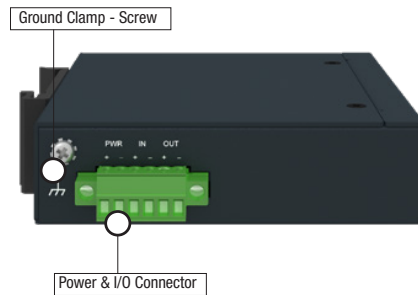 Ground Clamp - Screw
PWR IN OUT
+ - + - + -
Power & I/O Connector